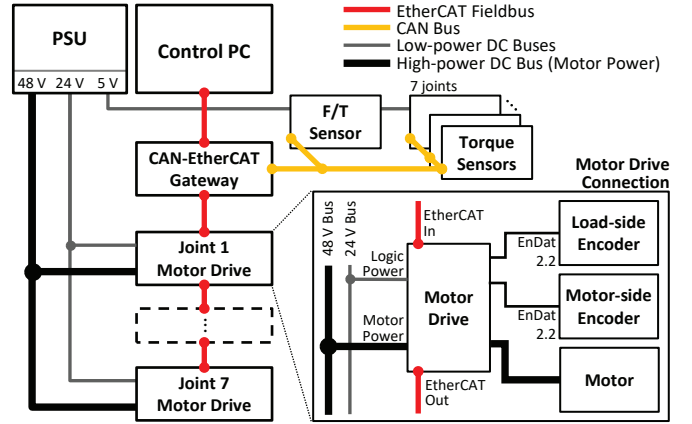 EtherCAT Fieldbus
CAN Bus
Low-power DC Buses
High-power DC Bus (Motor Power)
PSU
48 V 24 V 5 V
Control PC
7 joints
F/T
Sensor
Torque
Sensors
CAN-EtherCAT
Gateway
Joint 1
Motor Drive
⋮
Joint 7
Motor Drive
Motor Drive
Connection
48 V Bus
24 V Bus
EtherCAT
In
Logic
Power
Motor
Power
Motor
Drive
EtherCAT
Out
EnDat
2.2
EnDat
2.2
Load-side
Encoder
Motor-side
Encoder
Motor